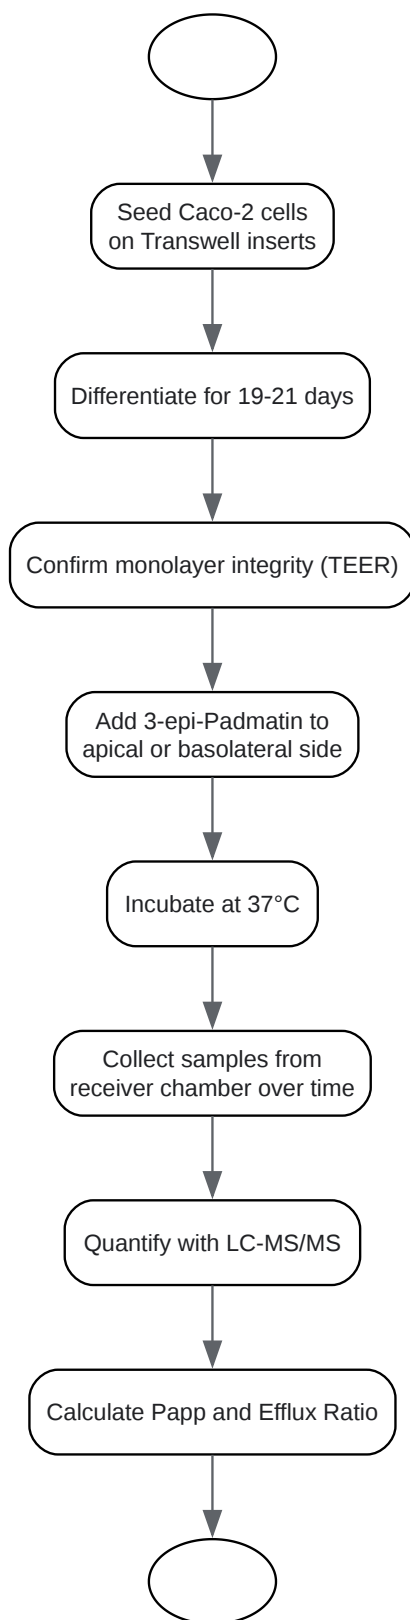 Seed Caco-2 cells
on Transwell inserts
Differentiate for 19-21 days
Confirm monolayer integrity (TEER)
Add 3-epi-Padmatin to
apical or basolateral side
Incubate at 37°C
Collect samples from
receiver chamber over time
Quantify with LC-MS/MS
Calculate Papp and Efflux Ratio